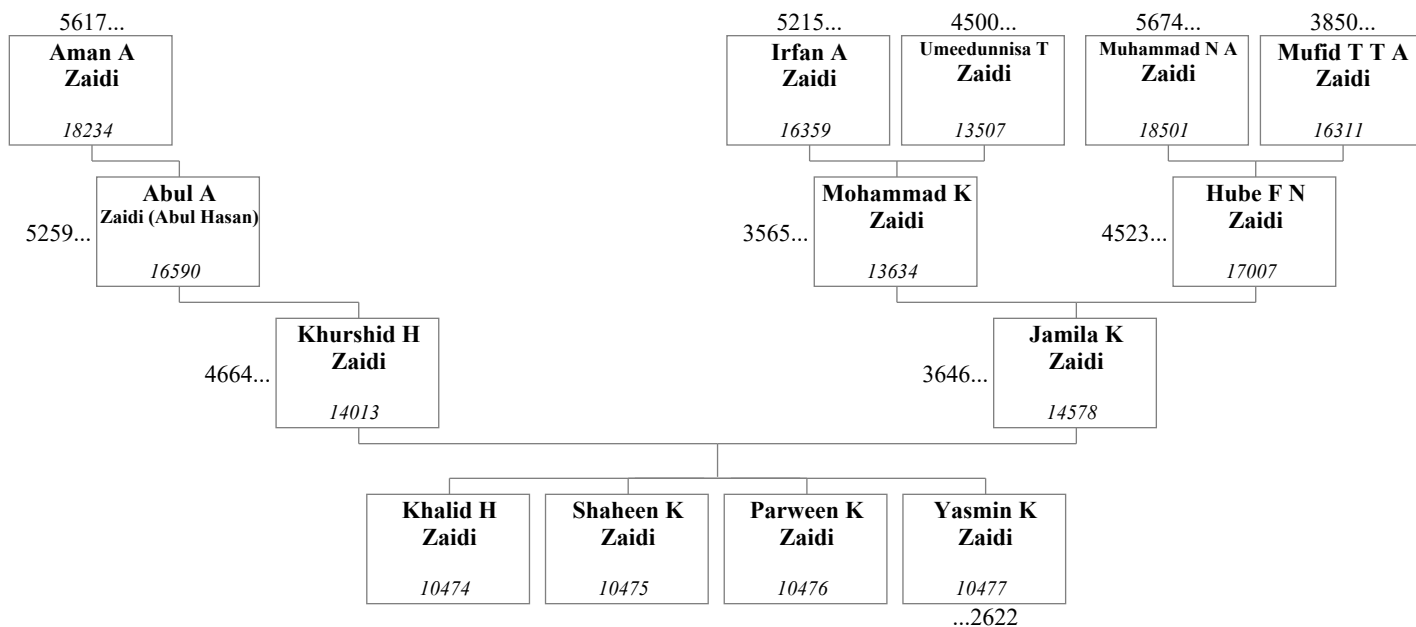 5617...
5215...
4500...
5674...
3850...
Aman A
Zaidi
18234
Irfan A
Zaidi
16359
Umeedunnisa T
Zaidi
13507
Muhammad N A
Zaidi
18501
Mufid T T A
Zaidi
16311
5259...
Abul A
Zaidi (Abul Hasan)
16590
3565...
Mohammad K
Zaidi
13634
4523...
Hube F N
Zaidi
17007
4664...
Khurshid H
Zaidi
14013
3646...
Jamila K
Zaidi
14578
Khalid H
Zaidi
10474
Shaheen K
Zaidi
10475
Parween K
Zaidi
10476
Yasmin K
Zaidi
10477
...2622